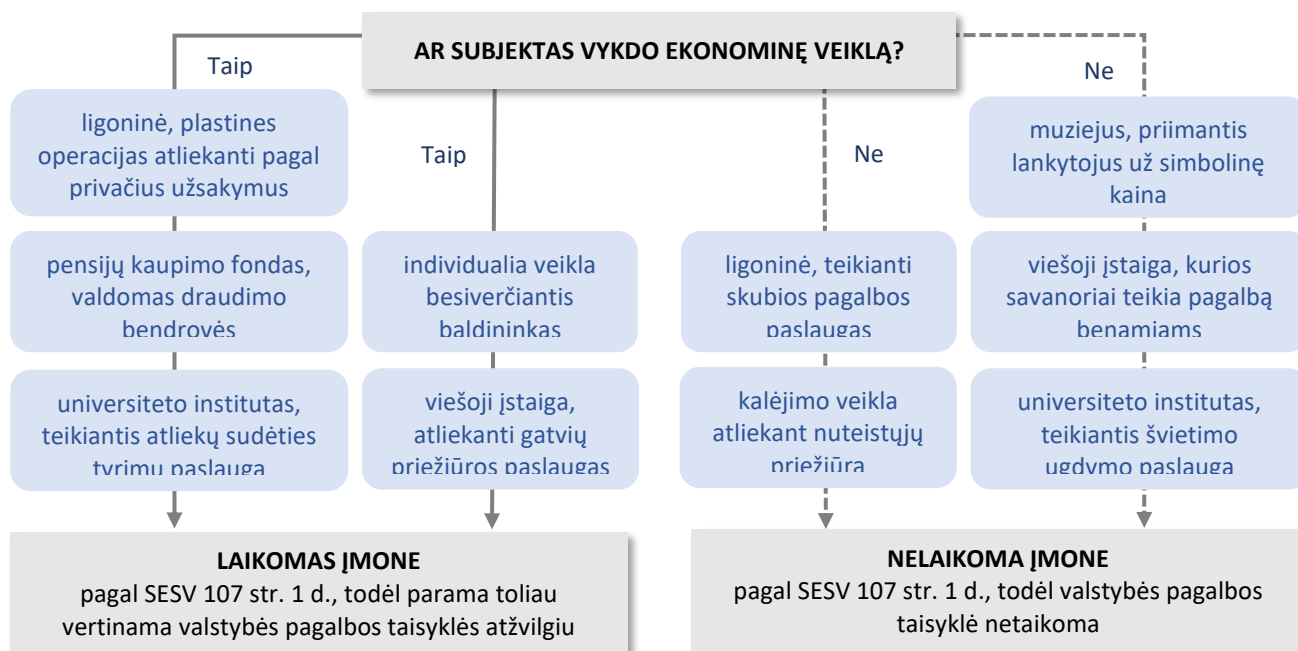 AR SUBJEKTAS VYKDO EKONOMINĘ VEIKLĄ?
Taip
Taip
Ne
Ne
ligoninė, plastines
operacijas atliekanti pagal
privačius užsakymus
pensijų kaupimo fondas,
valdomas draudimo
bendrovės
universiteto institutas,
teikiantis atliekų sudėties
tyrimų paslauga
individualia veikla
besiverčiantis
baldininkas
viešoji įstaiga,
atliekanti gatvių
priežiūros paslaugas
ligoninė, teikianti
skubios pagalbos
paslaugas
kalėjimo veikla
atliekant nuteistųjų
priežiūra
muziejus, priimantis
lankytojus už simbolinę
kaina
viešoji įstaiga, kurios
savanoriai teikia pagalbą
benamiams
universiteto institutas,
teikiantis švietimo
ugdymo paslauga
LAIKOMAS ĮMONE
pagal SESV 107 str. 1 d., todėl parama toliau
vertinama valstybės pagalbos taisyklės atžvilgiu
NELAIKOMA ĮMONE
pagal SESV 107 str. 1 d., todėl valstybės pagalbos
taisyklė netaikoma